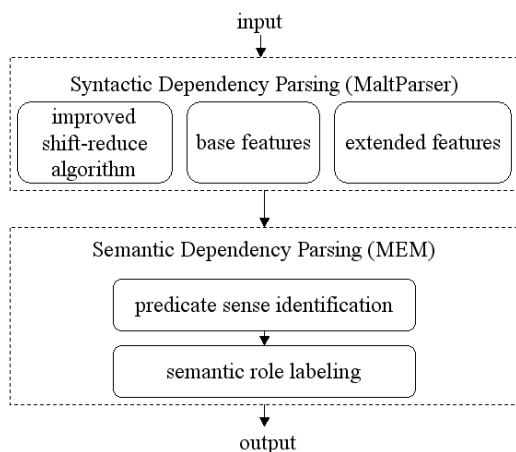 input
Syntactic Dependency Parsing (MaltParser)
improved
shift-reduce
algorithm
base features
extended features
Semantic Dependency Parsing (MEM)
predicate sense identification
semantic role labeling
output